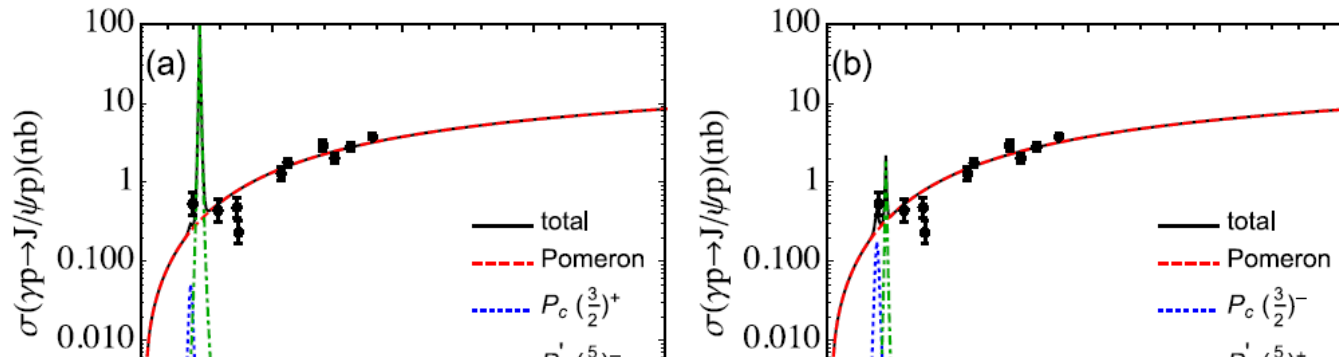 (a)
σ(γp→J/ψp)(nb)
100
10
1
0.100
0.010
total
Pomeron
P_c (3/2)^+
(b)
σ(γp→J/ψp)(nb)
100
10
1
0.100
0.010
total
Pomeron
P_c (3/2)^-